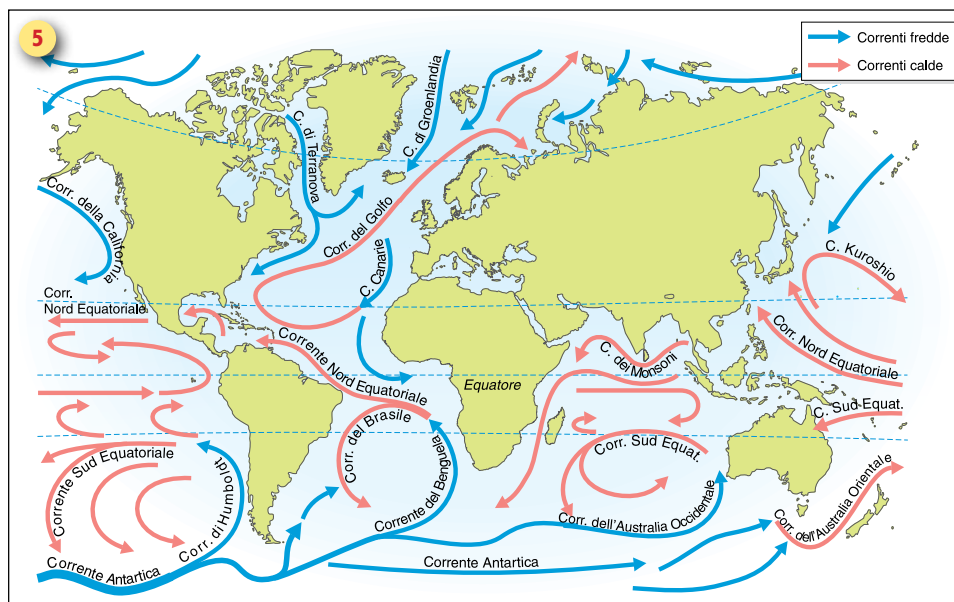 5
Correnti fredde
Correnti calde
C. di Groenlandia
C. di Terranova
Corr. della California
Corr. del Golfo
C. Canarie
C. Kuroshio
Corr.
Nord Equatoriale
Corrente Nord Equatoriale
Equatore
C. dei Monsoni
Corr. Nord Equatoriale
C. Sud Equat.
Corr. del Brasile
Corrente Sud Equatoriale
Corr. di Humboldt
Corrente del Benguela
Corr. Sud Equat.
Corr. dell'Australia Occidentale
Corr. dell'Australia Orientale
Corrente Antartica
Corrente Antartica